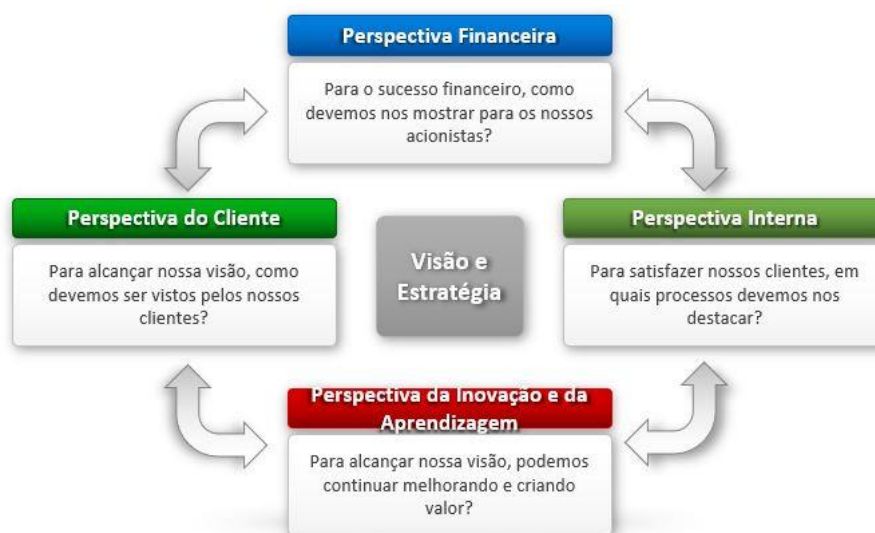 Perspectiva Financeira
Para o sucesso financeiro, como
devemos nos mostrar para os nossos
acionistas?
Perspectiva do Cliente
Para alcançar nossa visão, como
devemos ser vistos pelos nossos
clientes?
Visão e
Estratégia
Perspectiva Interna
Para satisfazer nossos clientes, em
quais processos devemos nos
destacar?
Perspectiva da Inovação e da
Aprendizagem
Para alcançar nossa visão, podemos
continuar melhorando e criando
valor?